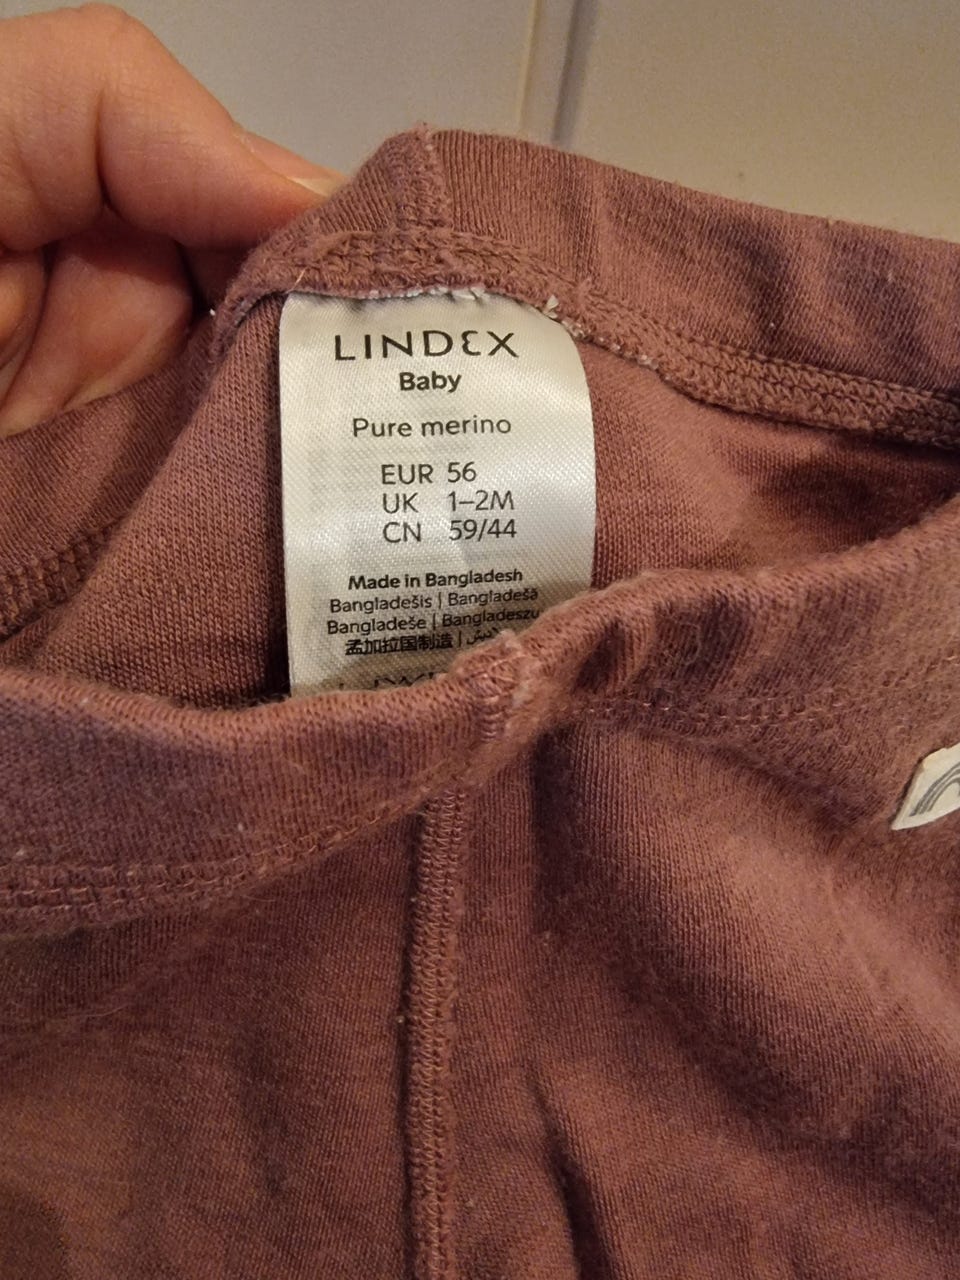 LINDEX
Baby
Pure merino
EUR 56
UK 1–2M
CN 59/44
Made in Bangladesh
Bangladešis | Bangladešā
Bangladeše | Bangladeszu
孟加拉国制造 |